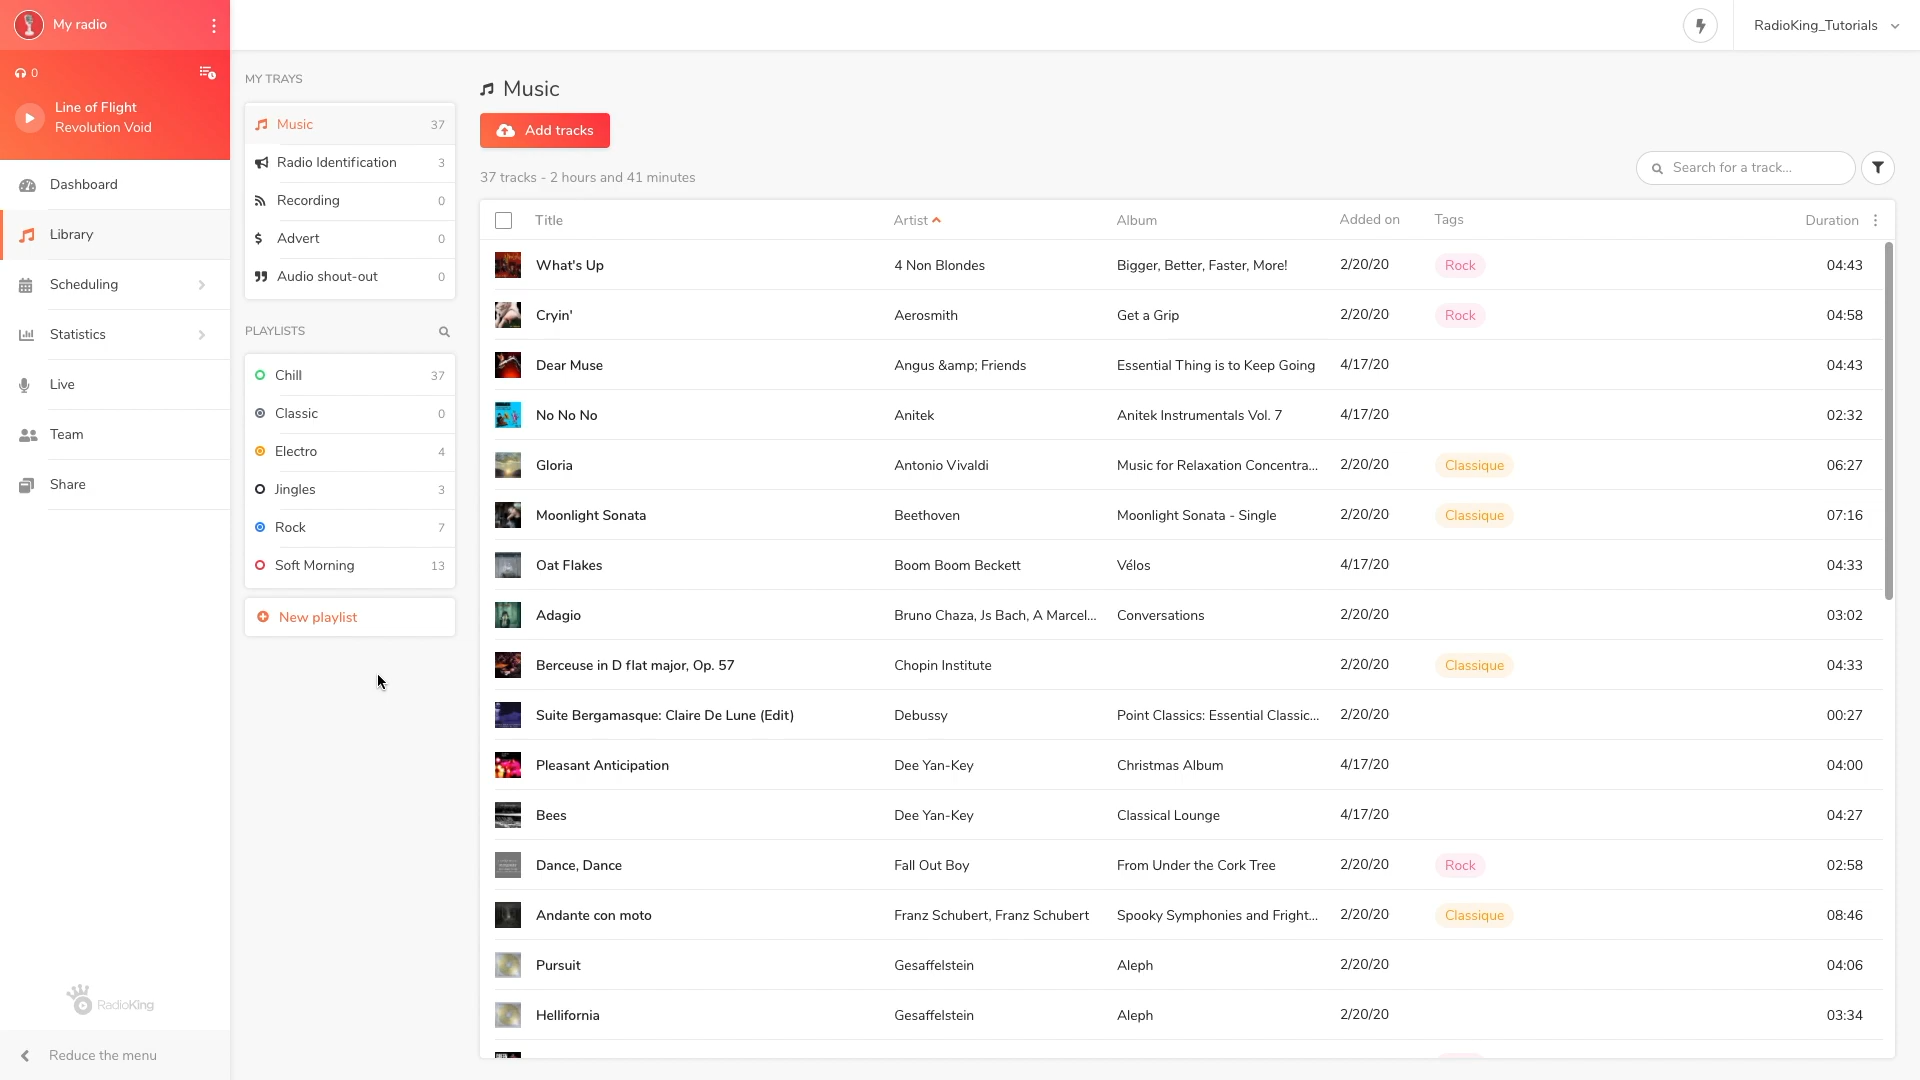 My radio
RadioKing_Tutorials
0
Line of Flight
Revolution Void
Dashboard
Library
Scheduling
Statistics
Live
Team
Share
RadioKing
Reduce the menu
MY TRAYS
Music 37
Radio Identification 3
Recording 0
Advert 0
Audio shout-out 0
PLAYLISTS
Chill 37
Classic 0
Electro 4
Jingles 3
Rock 7
Soft Morning 13
New playlist
Music
Add tracks
37 tracks - 2 hours and 41 minutes
Search for a track...
Title Artist Album Added on Tags Duration
What's Up 4 Non Blondes Bigger, Better, Faster, More! 2/20/20 Rock 04:43
Cryin' Aerosmith Get a Grip 2/20/20 Rock 04:58
Dear Muse Angus &amp; Friends Essential Thing is to Keep Going 4/17/20 04:43
No No No Anitek Anitek Instrumentals Vol. 7 4/17/20 02:32
Gloria Antonio Vivaldi Music for Relaxation Concentra... 2/20/20 Classique 06:27
Moonlight Sonata Beethoven Moonlight Sonata - Single 2/20/20 Classique 07:16
Oat Flakes Boom Boom Beckett Vélos 4/17/20 04:33
Adagio Bruno Chaza, Js Bach, A Marcel... Conversations 2/20/20 03:02
Berceuse in D flat major, Op. 57 Chopin Institute 2/20/20 Classique 04:33
Suite Bergamasque: Claire De Lune (Edit) Debussy Point Classics: Essential Classic... 2/20/20 00:27
Pleasant Anticipation Dee Yan-Key Christmas Album 4/17/20 04:00
Bees Dee Yan-Key Classical Lounge 4/17/20 04:27
Dance, Dance Fall Out Boy From Under the Cork Tree 2/20/20 Rock 02:58
Andante con moto Franz Schubert, Franz Schubert Spooky Symphonies and Fright... 2/20/20 Classique 08:46
Pursuit Gesaffelstein Aleph 2/20/20 04:06
Hellifornia Gesaffelstein Aleph 2/20/20 03:34